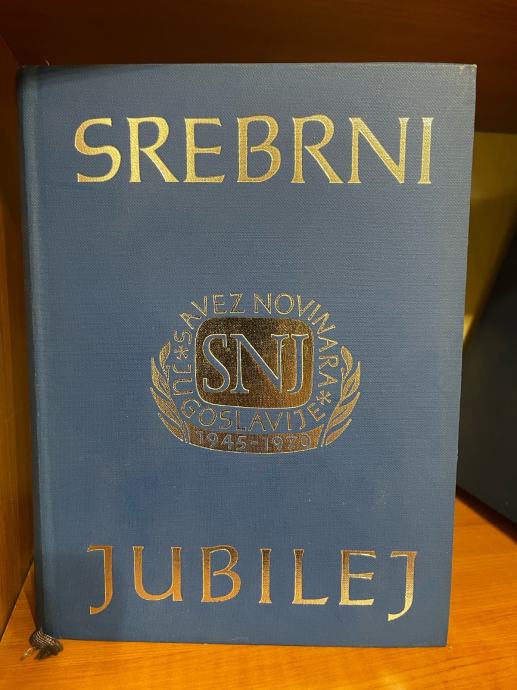 SREBRNI
*SAVEZ NOVINARA*
SNJ
JUGOSLAVIJE
1945-1970
JUBILEJ